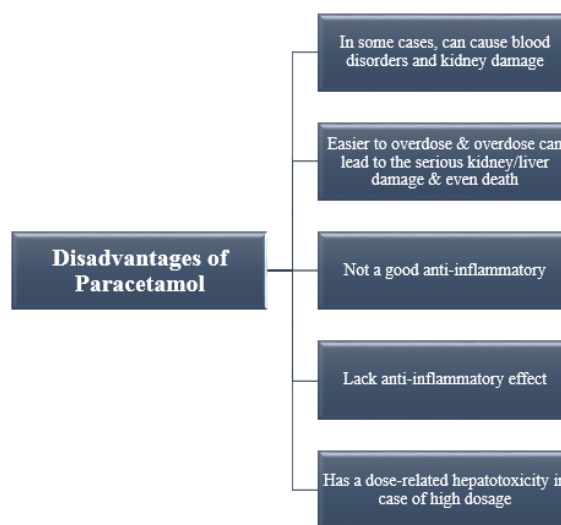 In some cases, can cause blood
disorders and kidney damage
Easier to overdose & overdose can
lead to the serious kidney/liver
damage & even death
Disadvantages of
Paracetamol
Not a good anti-inflammatory
Lack anti-inflammatory effect
Has a dose-related hepatotoxicity in
case of high dosage